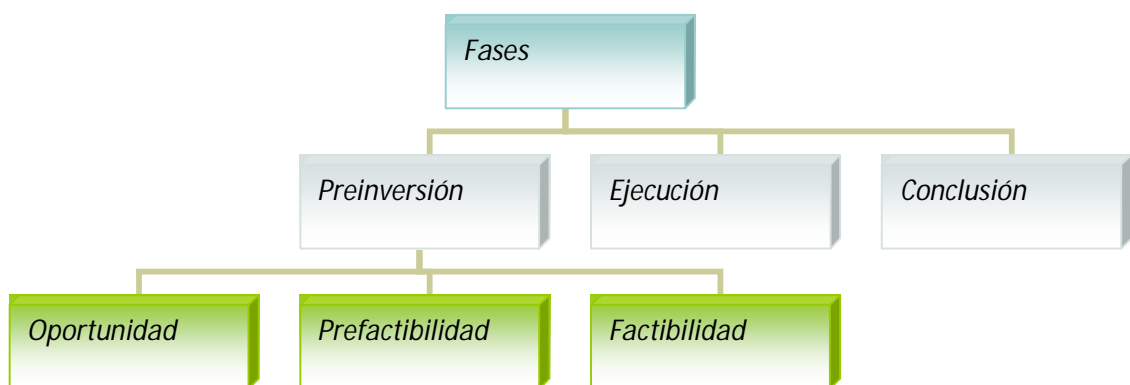 Fases
Preinversión
Ejecución
Conclusión
Oportunidad
Prefactibilidad
Factibilidad